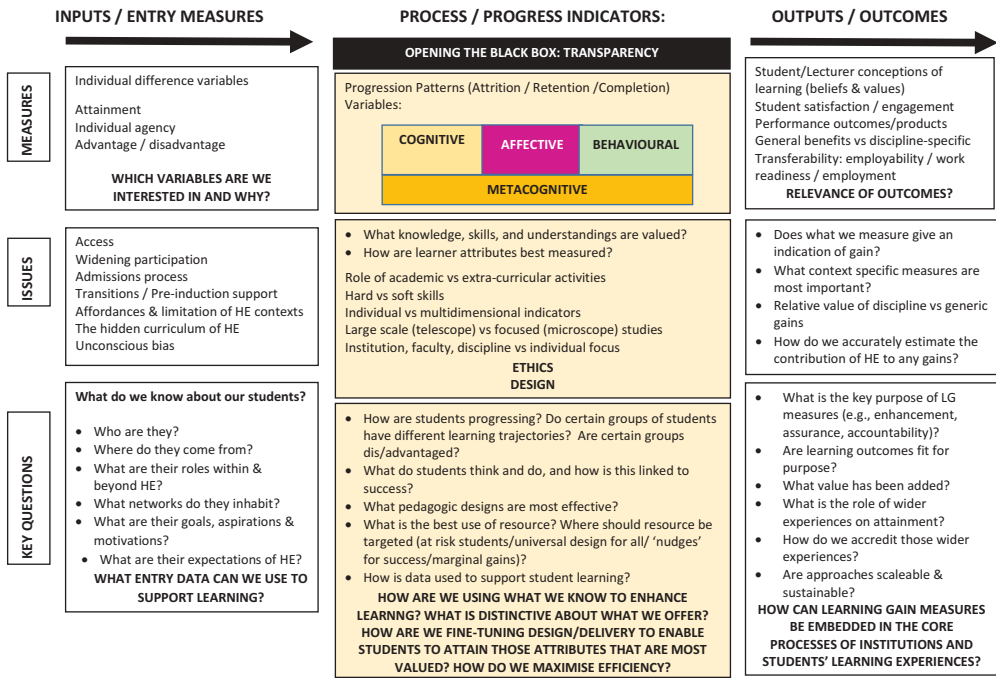 INPUTS / ENTRY MEASURES
PROCESS / PROGRESS INDICATORS:
OUTPUTS / OUTCOMES
OPENING THE BLACK BOX: TRANSPARENCY
MEASURES
Individual difference variables
Attainment
Individual agency
Advantage / disadvantage
WHICH VARIABLES ARE WE
INTERESTED IN AND WHY?
Progression Patterns (Attrition / Retention /Completion)
Variables:
COGNITIVE
AFFECTIVE
BEHAVIOURAL
METACOGNITIVE
Student/Lecturer conceptions of
learning (beliefs & values)
Student satisfaction / engagement
Performance outcomes/products
General benefits vs discipline-specific
Transferability: employability / work
readiness / employment
RELEVANCE OF OUTCOMES?
ISSUES
Access
Widening participation
Admissions process
Transitions / Pre-induction support
Affordances & limitation of HE contexts
The hidden curriculum of HE
Unconscious bias
• What knowledge, skills, and understandings are valued?
• How are learner attributes best measured?
Role of academic vs extra-curricular activities
Hard vs soft skills
Individual vs multidimensional indicators
Large scale (telescope) vs focused (microscope) studies
Institution, faculty, discipline vs individual focus
ETHICS
DESIGN
• Does what we measure give an
indication of gain?
• What context specific measures are
most important?
• Relative value of discipline vs generic
gains
• How do we accurately estimate the
contribution of HE to any gains?
KEY QUESTIONS
What do we know about our students?
• Who are they?
• Where do they come from?
• What are their roles within &
beyond HE?
• What networks do they inhabit?
• What are their goals, aspirations &
motivations?
• What are their expectations of HE?
WHAT ENTRY DATA CAN WE USE TO
SUPPORT LEARNING?
• How are students progressing? Do certain groups of students
have different learning trajectories? Are certain groups
dis/advantaged?
• What do students think and do, and how is this linked to
success?
• What pedagogic designs are most effective?
• What is the best use of resource? Where should resource be
targeted (at risk students/universal design for all/ ‘nudges’
for success/marginal gains)?
• How is data used to support student learning?
HOW ARE WE USING WHAT WE KNOW TO ENHANCE
LEARNNG? WHAT IS DISTINCTIVE ABOUT WHAT WE OFFER?
HOW ARE WE FINE-TUNING DESIGN/DELIVERY TO ENABLE
STUDENTS TO ATTAIN THOSE ATTRIBUTES THAT ARE MOST
VALUED? HOW DO WE MAXIMISE EFFICIENCY?
• What is the key purpose of LG
measures (e.g., enhancement,
assurance, accountability)?
• Are learning outcomes fit for
purpose?
• What value has been added?
• What is the role of wider
experiences on attainment?
• How do we accredit those wider
experiences?
• Are approaches scaleable &
sustainable?
HOW CAN LEARNING GAIN MEASURES
BE EMBEDDED IN THE CORE
PROCESSES OF INSTITUTIONS AND
STUDENTS’ LEARNING EXPERIENCES?